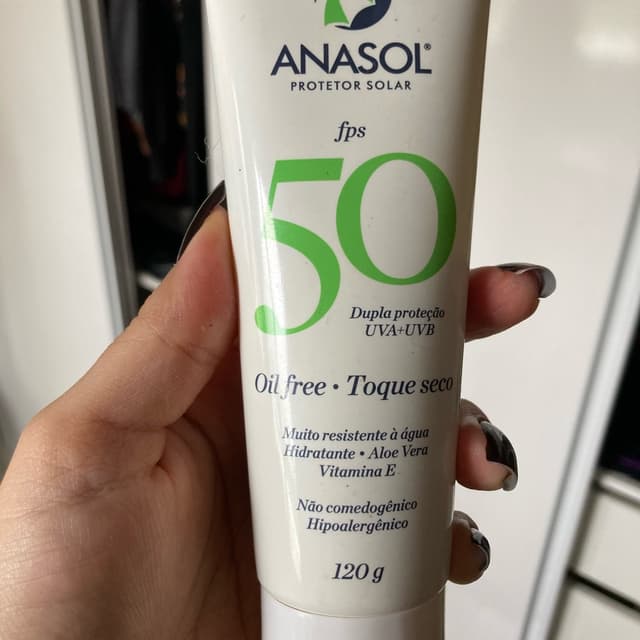 ANASOL®
PROTETOR SOLAR
fps
50
Dupla proteção
UVA+UVB
Oil free • Toque seco
Muito resistente à água
Hidratante • Aloe Vera
Vitamina E
Não comedogênico
Hipoalergênico
120 g